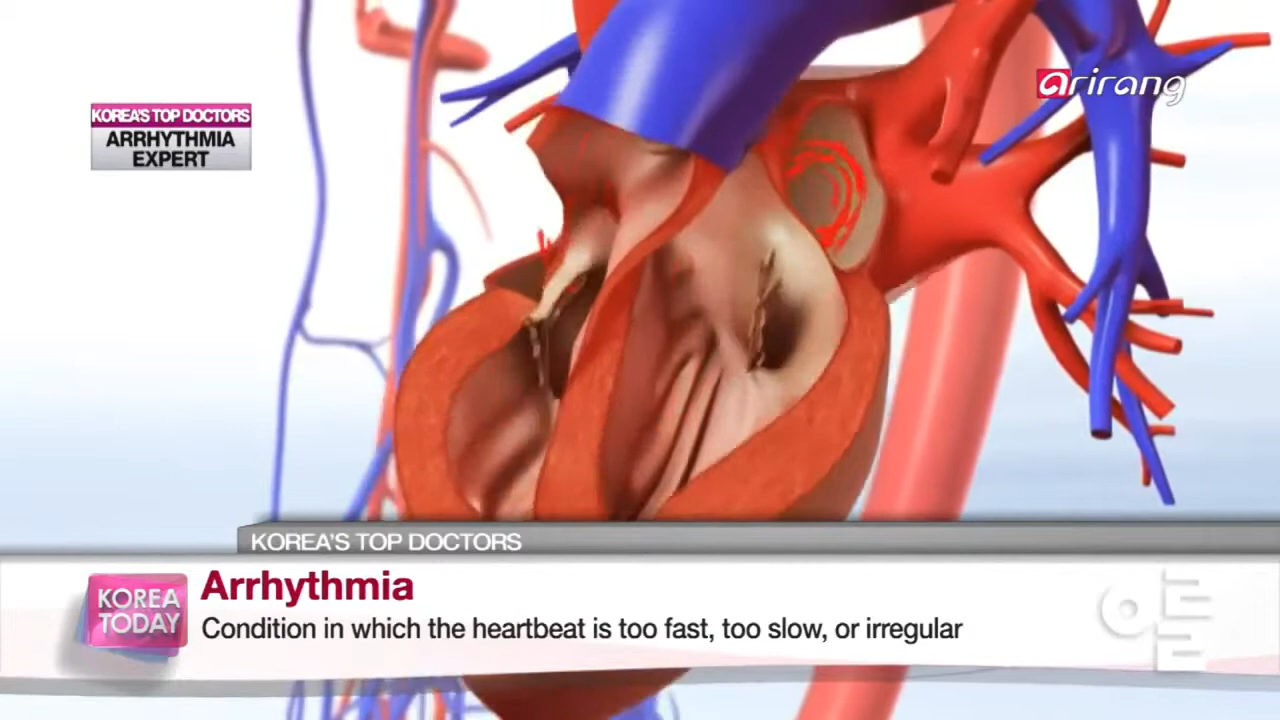 arirang
KOREA'S TOP DOCTORS
ARRHYTHMIA
EXPERT
KOREA'S TOP DOCTORS
KOREA
TODAY
Arrhythmia
Condition in which the heartbeat is too fast, too slow, or irregular